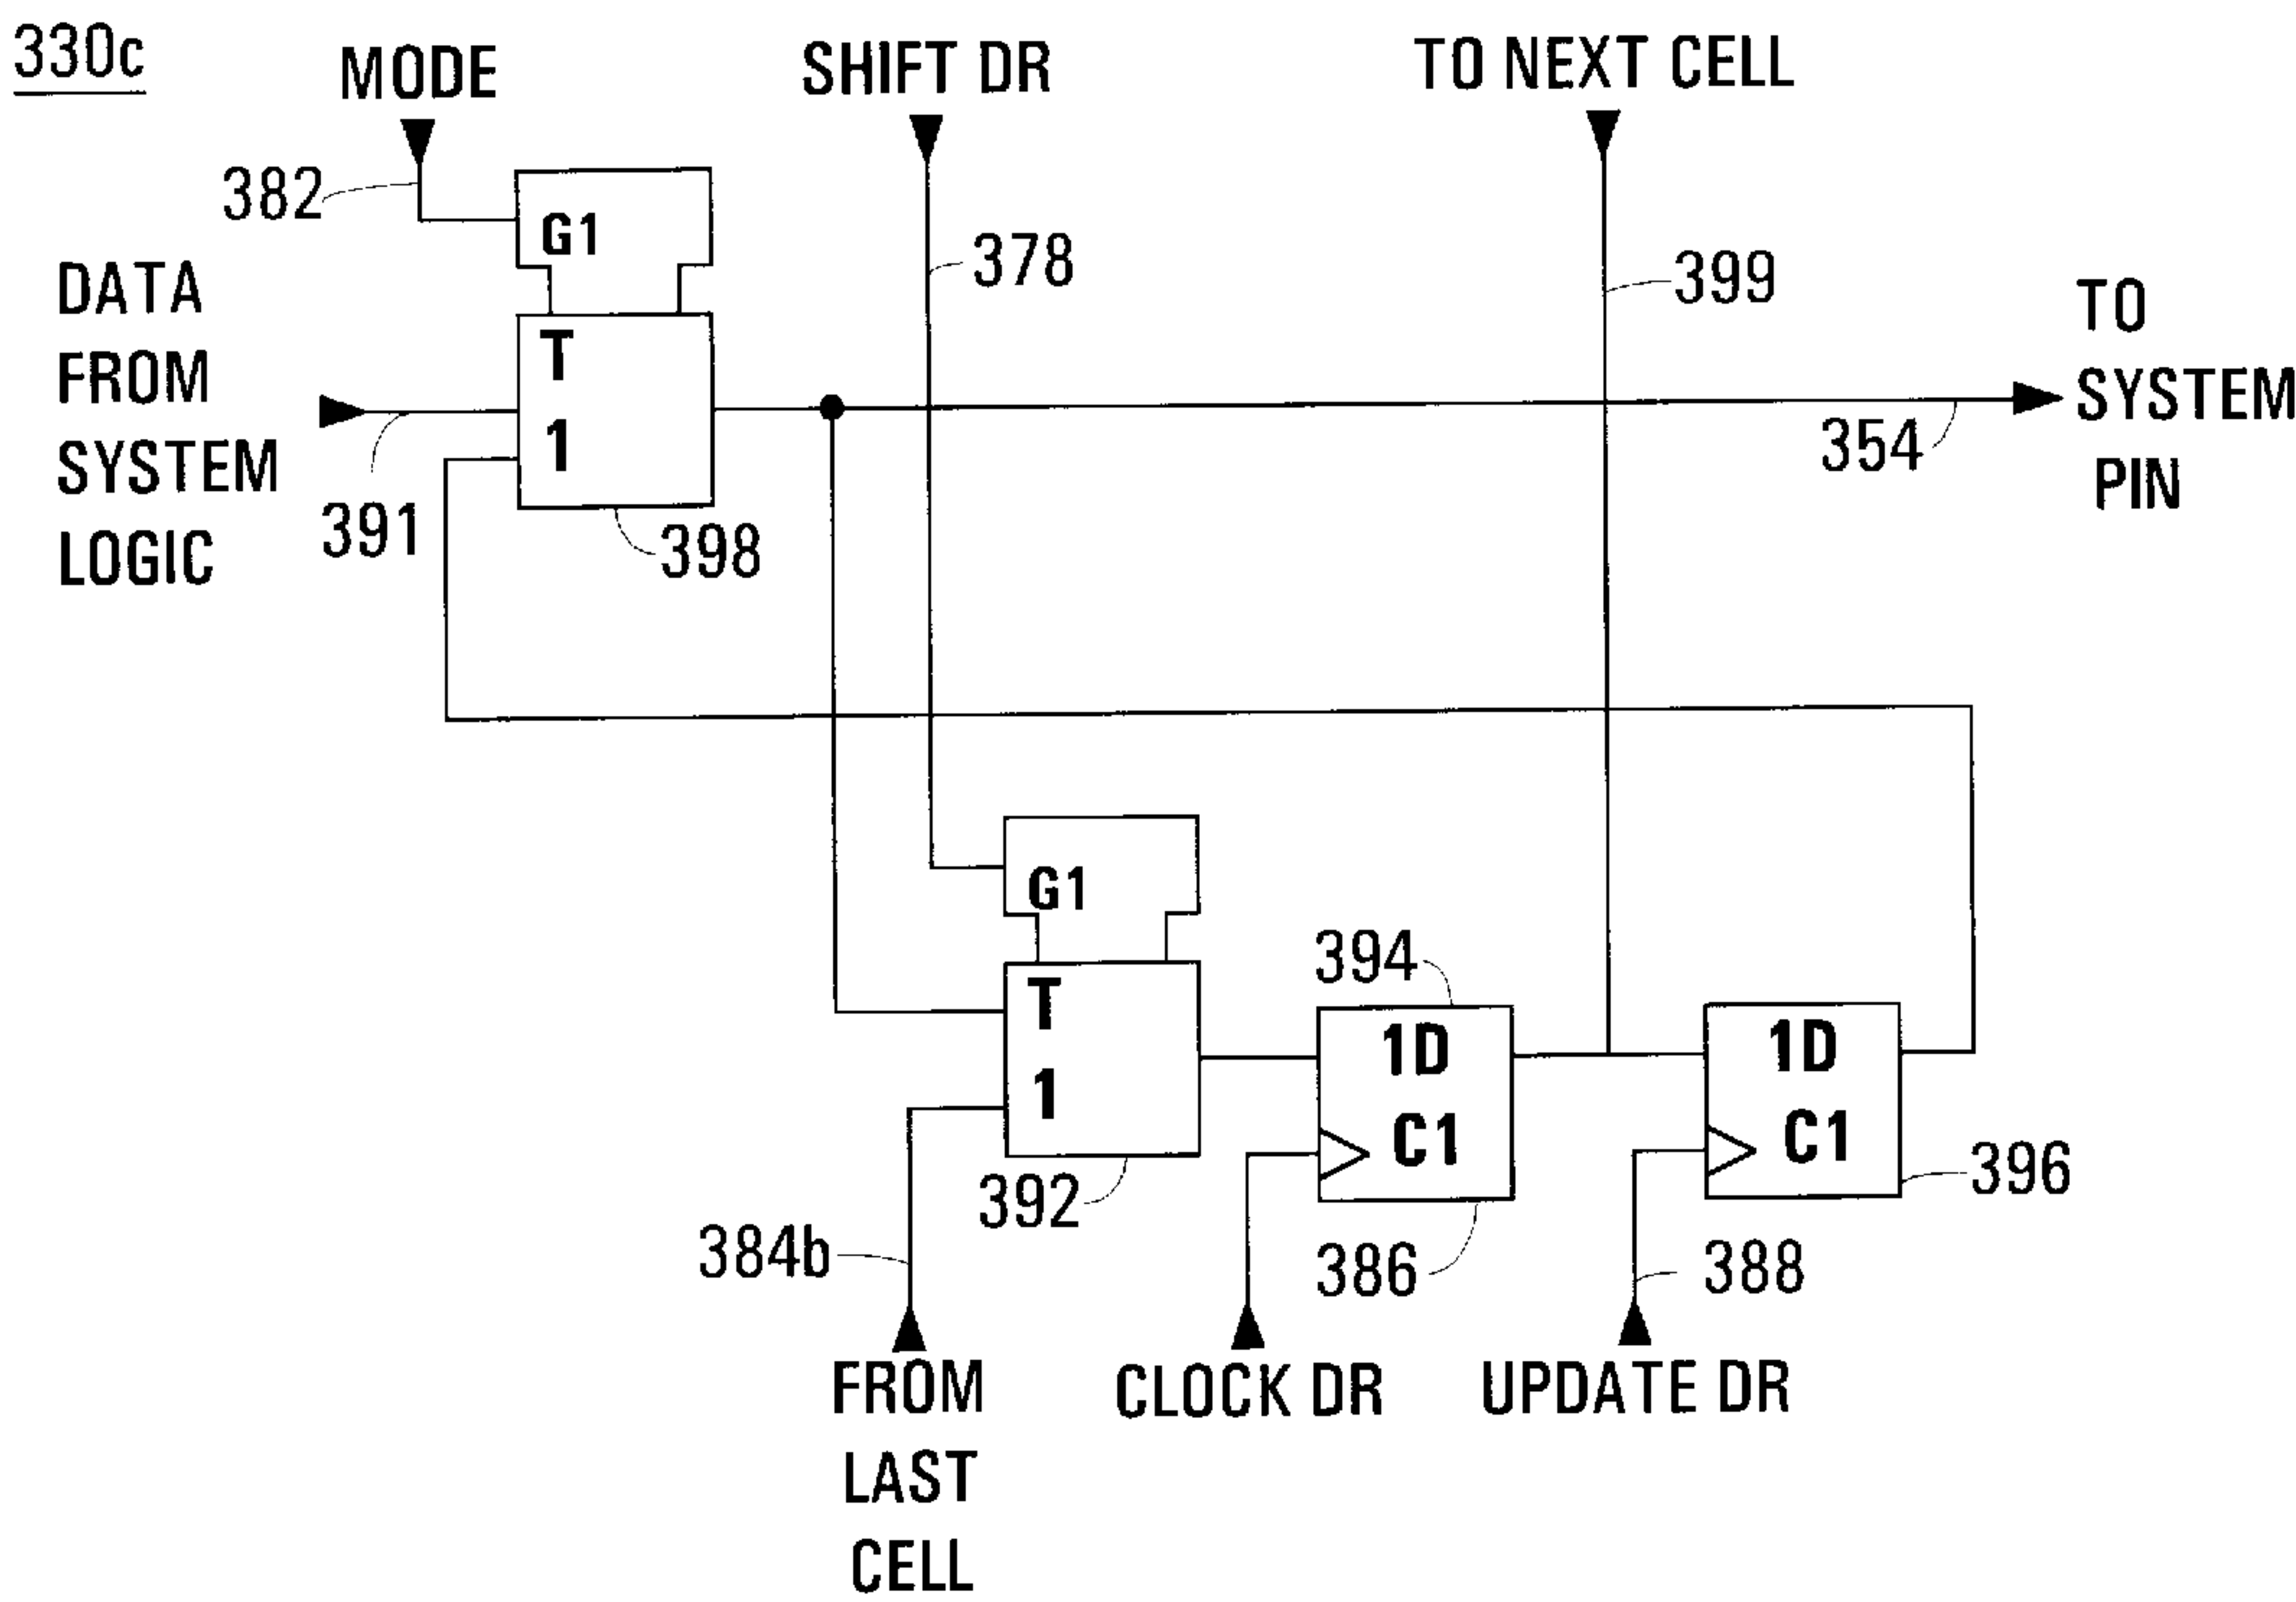 330c
MODE
SHIFT DR
TO NEXT CELL
382
G1
378
399
DATA
FROM
SYSTEM
LOGIC
T
1
391
398
354
TO
SYSTEM
PIN
G1
394
T
1
1D
C1
1D
C1
392
396
384b
386
388
FROM
LAST
CELL
CLOCK DR
UPDATE DR